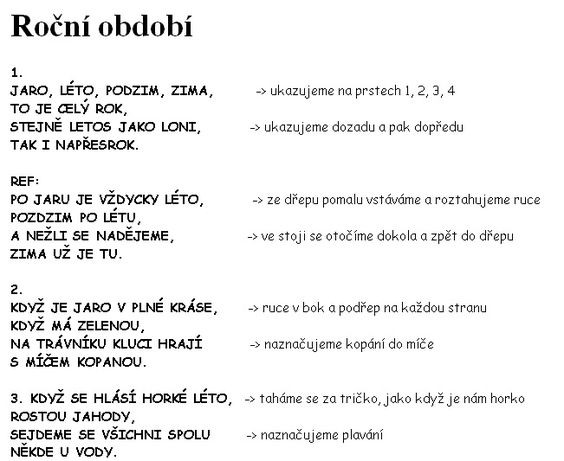 Roční období
1.
JARO, LÉTO, PODZIM, ZIMA, -> ukazujeme na prstech 1, 2, 3, 4
TO JE CELÝ ROK,
STEJNĚ LETOS JAKO LONI, -> ukazujeme dozadu a pak dopředu
TAK I NAPŘESROK.
REF:
PO JARU JE VŽDYCKY LÉTO, -> ze dřepu pomalu vstáváme a roztahujeme ruce
POZDZIM PO LÉTU,
A NEŽLI SE NADĚJEME, -> ve stoji se otočíme dokola a zpět do dřepu
ZIMA UŽ JE TU.
2.
KDYŽ JE JARO V PLNÉ KRÁSE, -> ruce v bok a podřep na každou stranu
KDYŽ MÁ ZELENOU,
NA TRÁVNÍKU KLUCI HRAJÍ -> naznačujeme kopání do míče
S MÍČEM KOPANOU.
3. KDYŽ SE HLÁSÍ HORKÉ LÉTO, -> taháme se za tričko, jako když je nám horko
ROSTOU JAHODY,
SEJDEME SE VŠICHNI SPOLU -> naznačujeme plavání
NĚKDE U VODY.